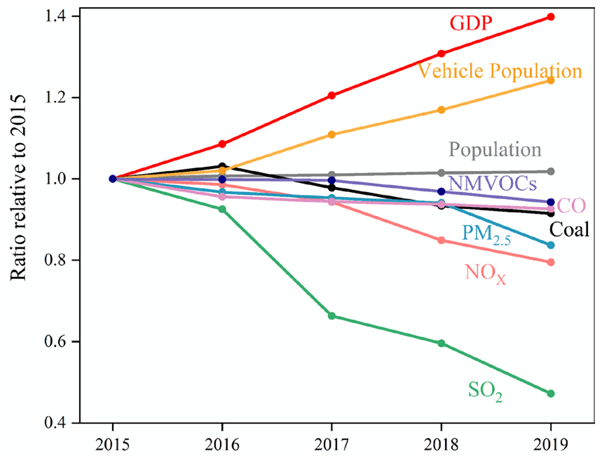 1.4
1.2
1.0
0.8
0.6
0.4
Ratio relative to 2015
GDP
Vehicle Population
Population
NMVOCs
CO
Coal
PM2.5
NOX
SO2
2015 2016 2017 2018 2019